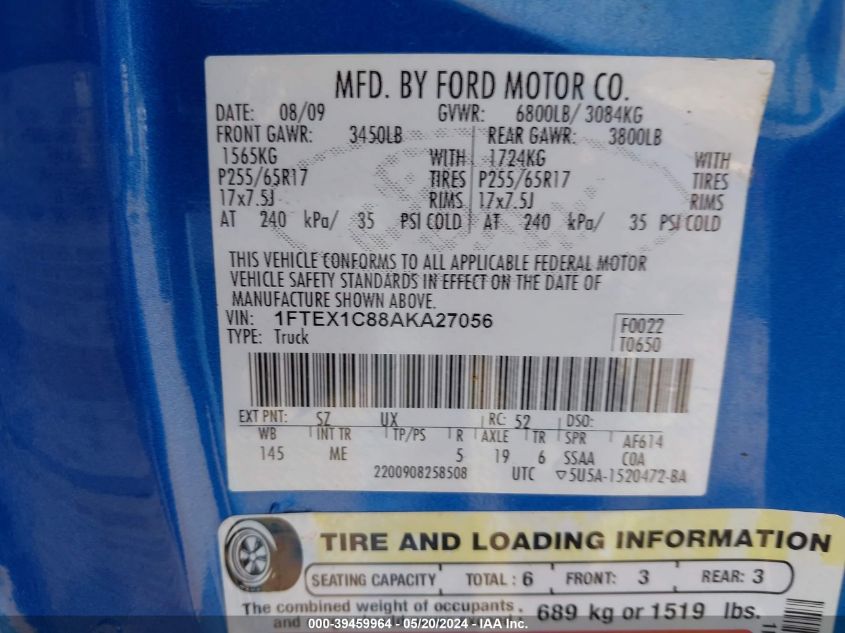 MFD. BY FORD MOTOR CO.
DATE: 08/09 GVWR: 6800LB/ 3084KG
FRONT GAWR: 3450LB REAR GAWR: 3800LB
1565KG WITH 1724KG WITH
P255/65R17 TIRES P255/65R17 TIRES
17x7.5J RIMS 17x7.5J RIMS
AT 240 kPa/ 35 PSI COLD AT 240 kPa/ 35 PSI COLD
THIS VEHICLE CONFORMS TO ALL APPLICABLE FEDERAL MOTOR
VEHICLE SAFETY STANDARDS IN EFFECT ON THE DATE OF
MANUFACTURE SHOWN ABOVE.
VIN: 1FTEX1C88AKA27056 F0022
TYPE: Truck T0650
EXT PNT: SZ UX RC: 52 DSO:
WB INT TR TP/PS R AXLE TR SPR AF614
145 ME 5 19 6 SSAA COA
2200908258508 UTC ▽5U5A-1520472-BA
TIRE AND LOADING INFORMATION
SEATING CAPACITY TOTAL : 6 FRONT: 3 REAR: 3
The combined weight of occupants 689 kg or 1519 lbs.
and
000-39459964 - 05/20/2024 - IAA Inc.